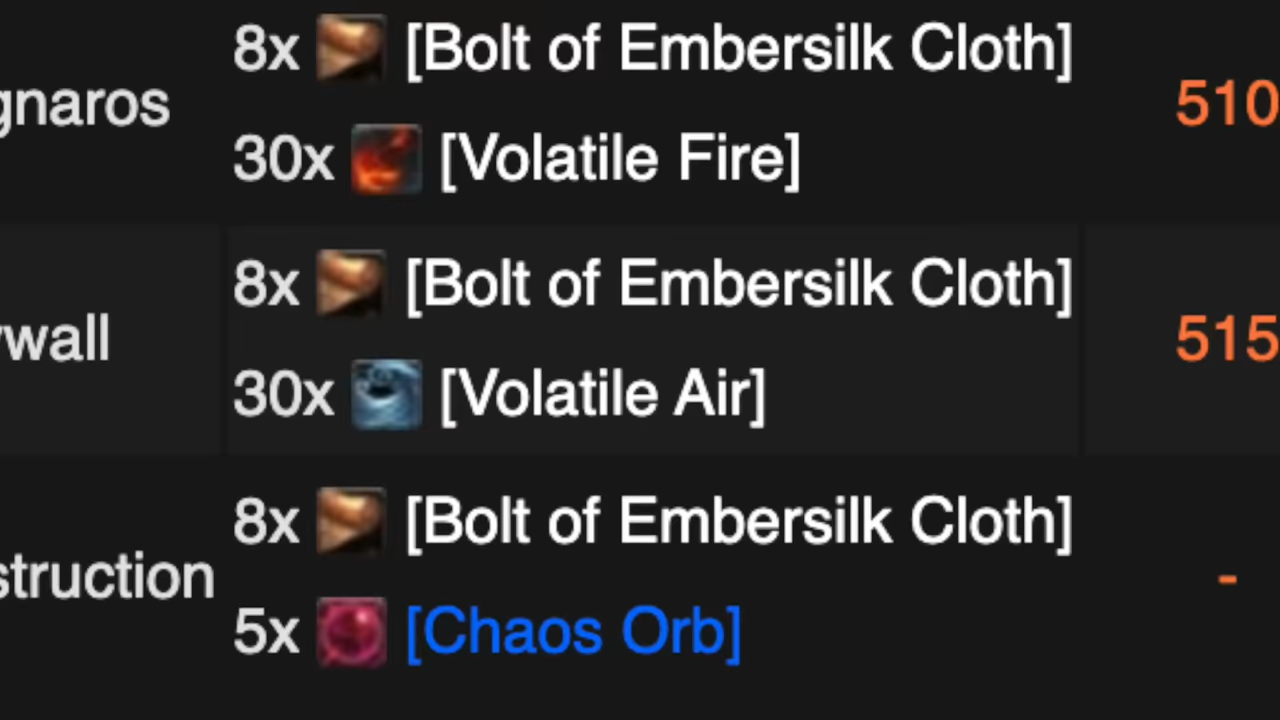 8x [Bolt of Embersilk Cloth]
gnaros 510
30x [Volatile Fire]
8x [Bolt of Embersilk Cloth]
wall 515
30x [Volatile Air]
8x [Bolt of Embersilk Cloth]
struction -
5x [Chaos Orb]